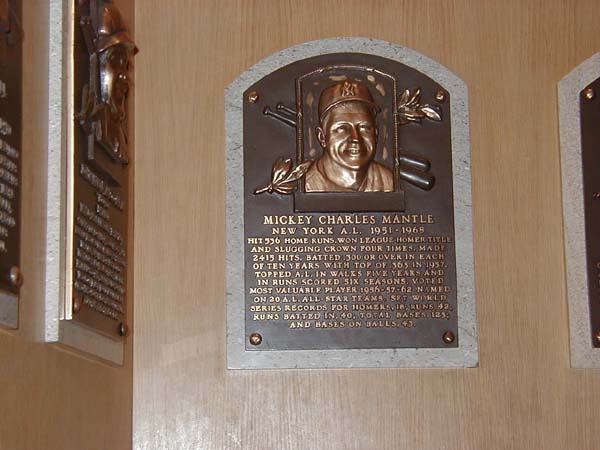 MICKEY CHARLES MANTLE
NEW YORK A.L. 1951-1968
HIT 536 HOME RUNS. WON LEAGUE HOMER TITLE
AND SLUGGING CROWN FOUR TIMES. MADE
2415 HITS. BATTED .300 OR OVER IN EACH
OF TEN YEARS WITH TOP OF .365 IN 1957.
TOPPED A.L. IN WALKS FIVE YEARS AND
IN RUNS SCORED SIX SEASONS. VOTED
MOST VALUABLE PLAYER 1956-57-62. NAMED
ON 20 A.L. ALL STAR TEAMS. SET WORLD
SERIES RECORDS FOR HOMERS, 18, RUNS, 42,
RUNS BATTED IN, 40, TOTAL BASES, 123;
AND BASES ON BALLS, 43.